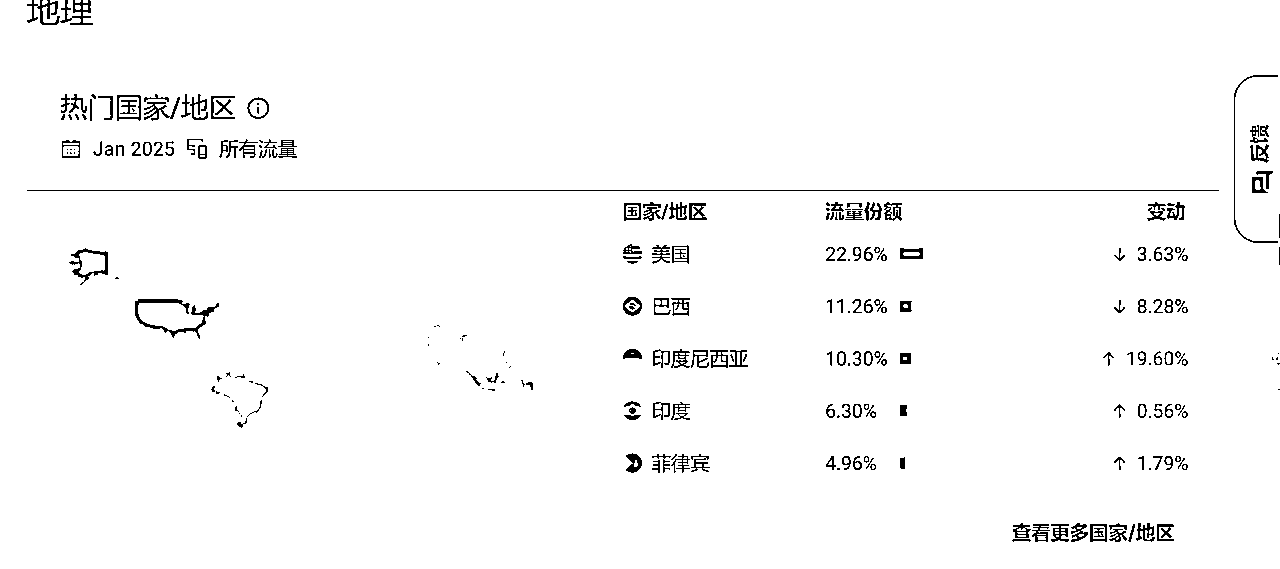 地理
热门国家/地区
Jan 2025 所有流量
反馈
国家/地区 流量份额 变动
美国 22.96% ↓ 3.63%
巴西 11.26% ↓ 8.28%
印度尼西亚 10.30% ↑ 19.60%
印度 6.30% ↑ 0.56%
菲律宾 4.96% ↑ 1.79%
查看更多国家/地区